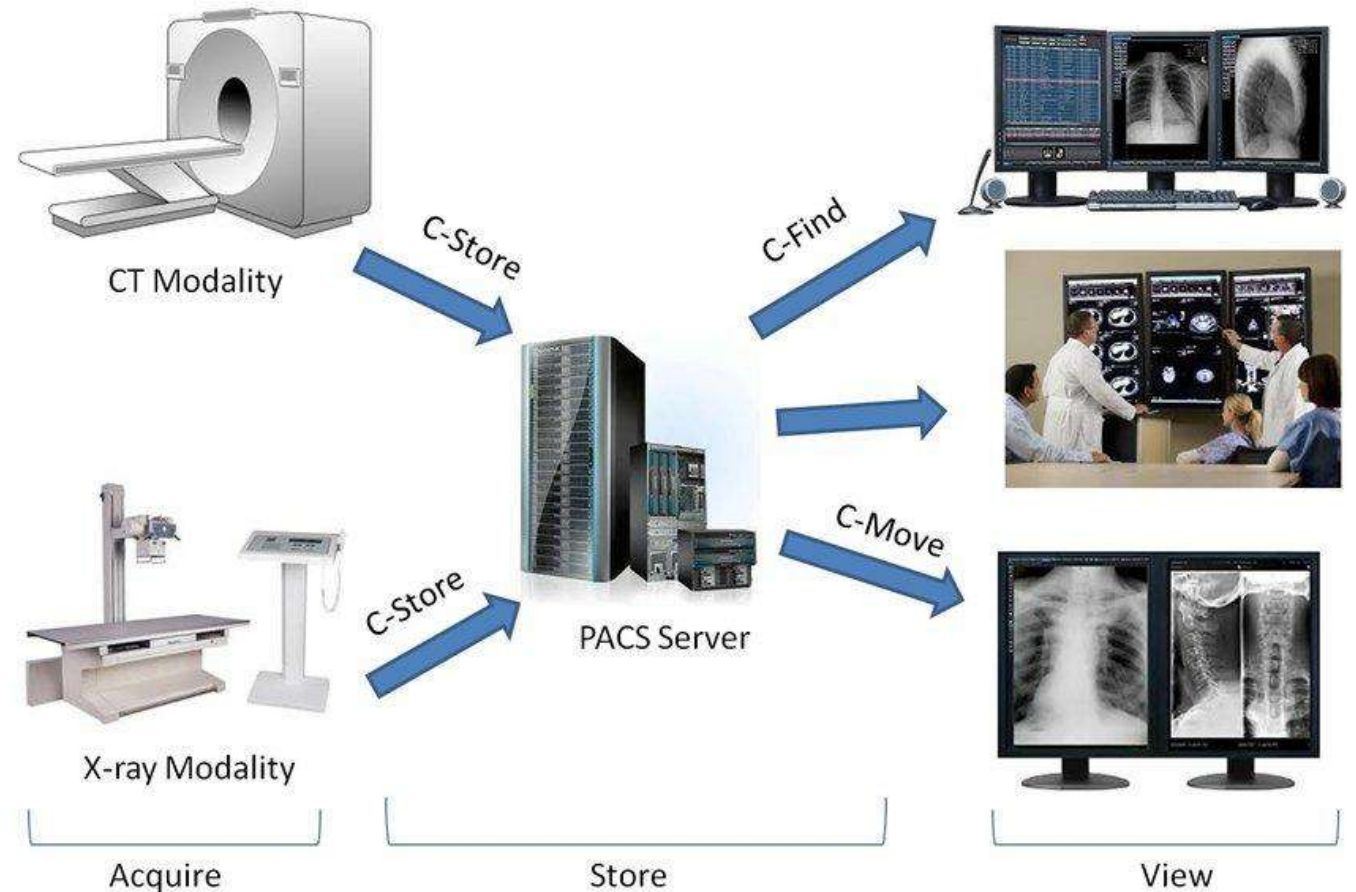 C-Store
C-Find
CT Modality
C-Move
C-Store
PACS Server
X-ray Modality
Acquire
Store
View